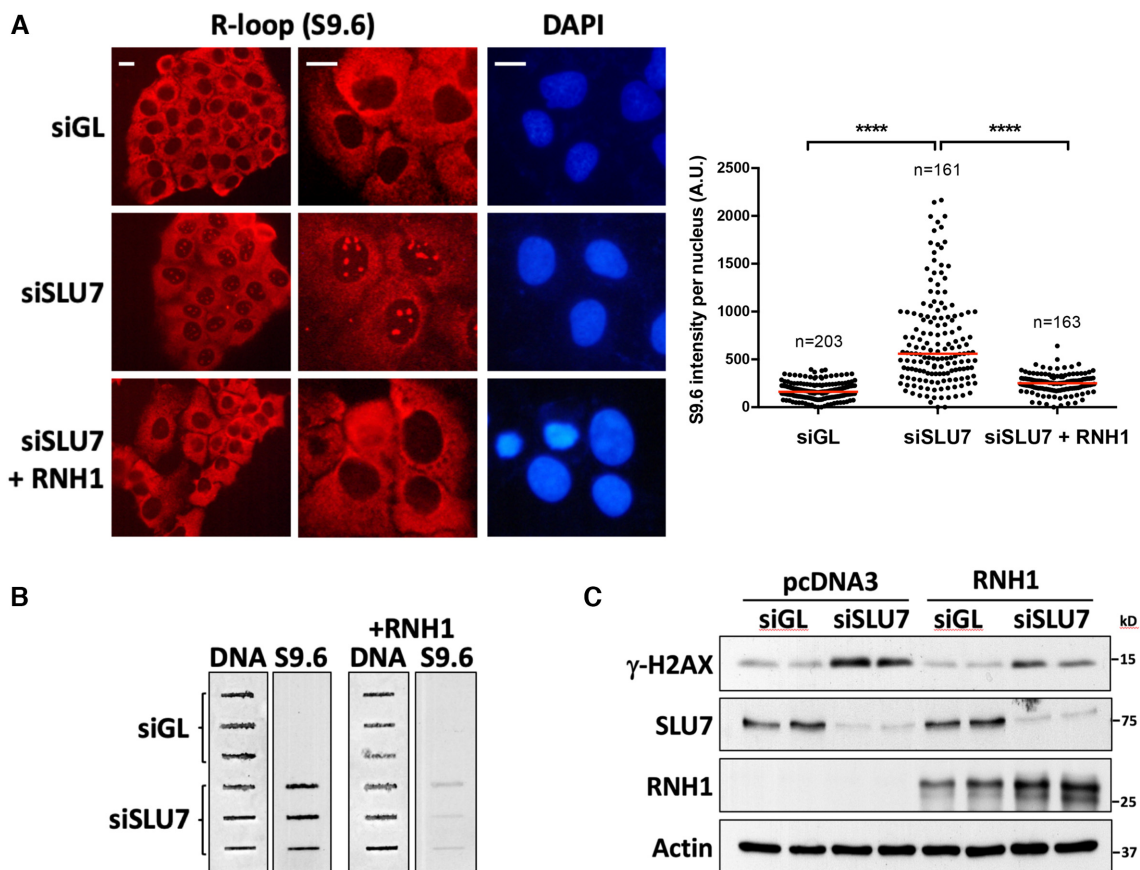 A
R-loop (S9.6) DAPI
siGL
siSLU7
siSLU7
+ RNH1
**** ****
S9.6 intensity per nucleus (A.U.)
2500
2000
1500
1000
500
0
n=203
n=161
n=163
siGL siSLU7 siSLU7 + RNH1
B
+RNH1
DNA S9.6 DNA S9.6
siGL
siSLU7
C
pcDNA3 RNH1
siGL siSLU7 siGL siSLU7 kD
γ-H2AX 15
SLU7 75
RNH1 25
Actin 37